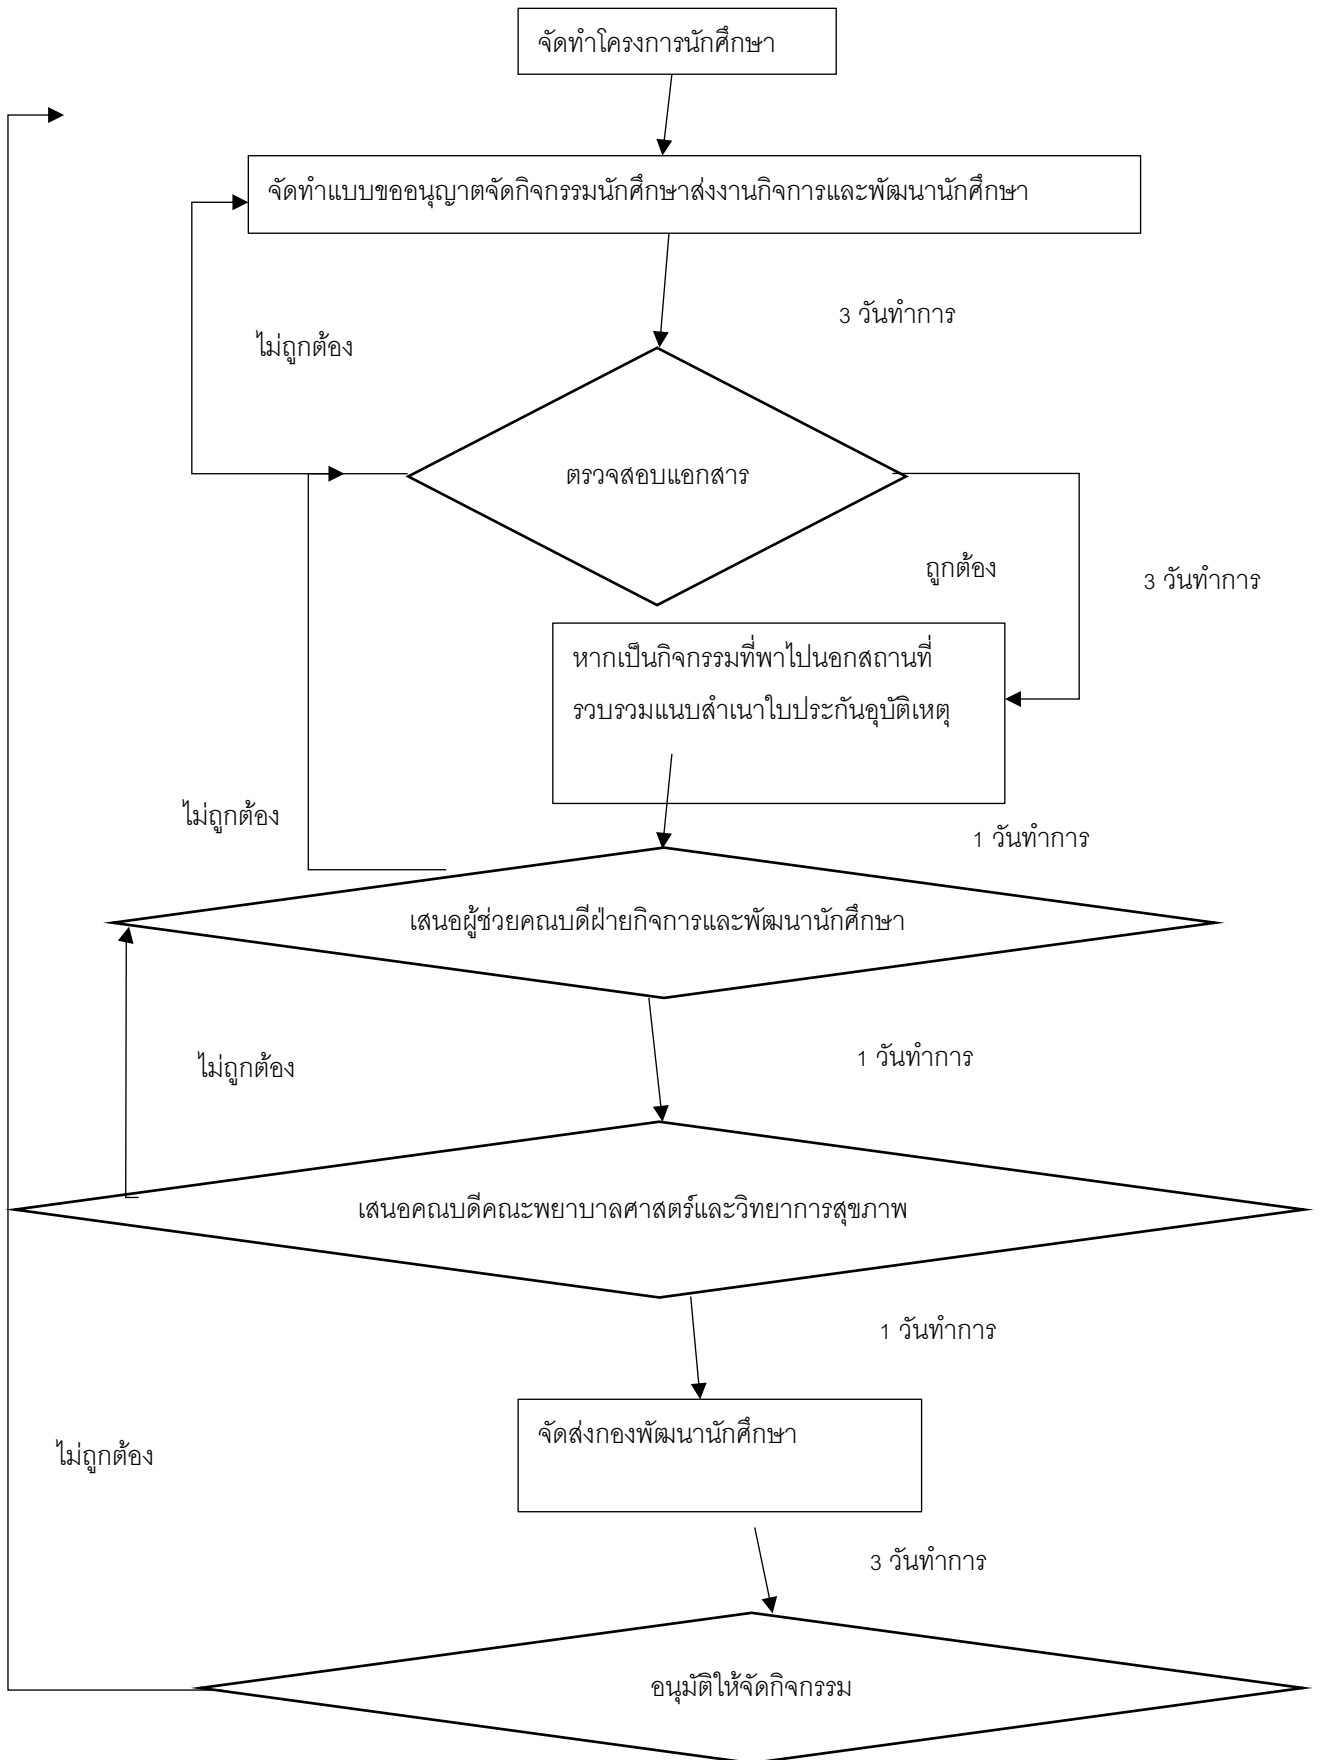 จัดทำโครงการนักศึกษา
จัดทำแบบขออนุญาตจัดกิจกรรมนักศึกษาส่งงานกิจการและพัฒนานักศึกษา
3 วันทำการ
ไม่ถูกต้อง
ตรวจสอบแอกสาร
ถูกต้อง
3 วันทำการ
หากเป็นกิจกรรมที่พาไปนอกสถานที่
รวบรวมแนบสำเนาใบประกันอุบัติเหตุ
ไม่ถูกต้อง
1 วันทำการ
เสนอผู้ช่วยคณบดีฝ่ายกิจการและพัฒนานักศึกษา
ไม่ถูกต้อง
1 วันทำการ
เสนอคณบดีคณะพยาบาลศาสตร์และวิทยาการสุขภาพ
1 วันทำการ
จัดส่งกองพัฒนานักศึกษา
ไม่ถูกต้อง
3 วันทำการ
อนุมัติให้จัดกิจกรรม